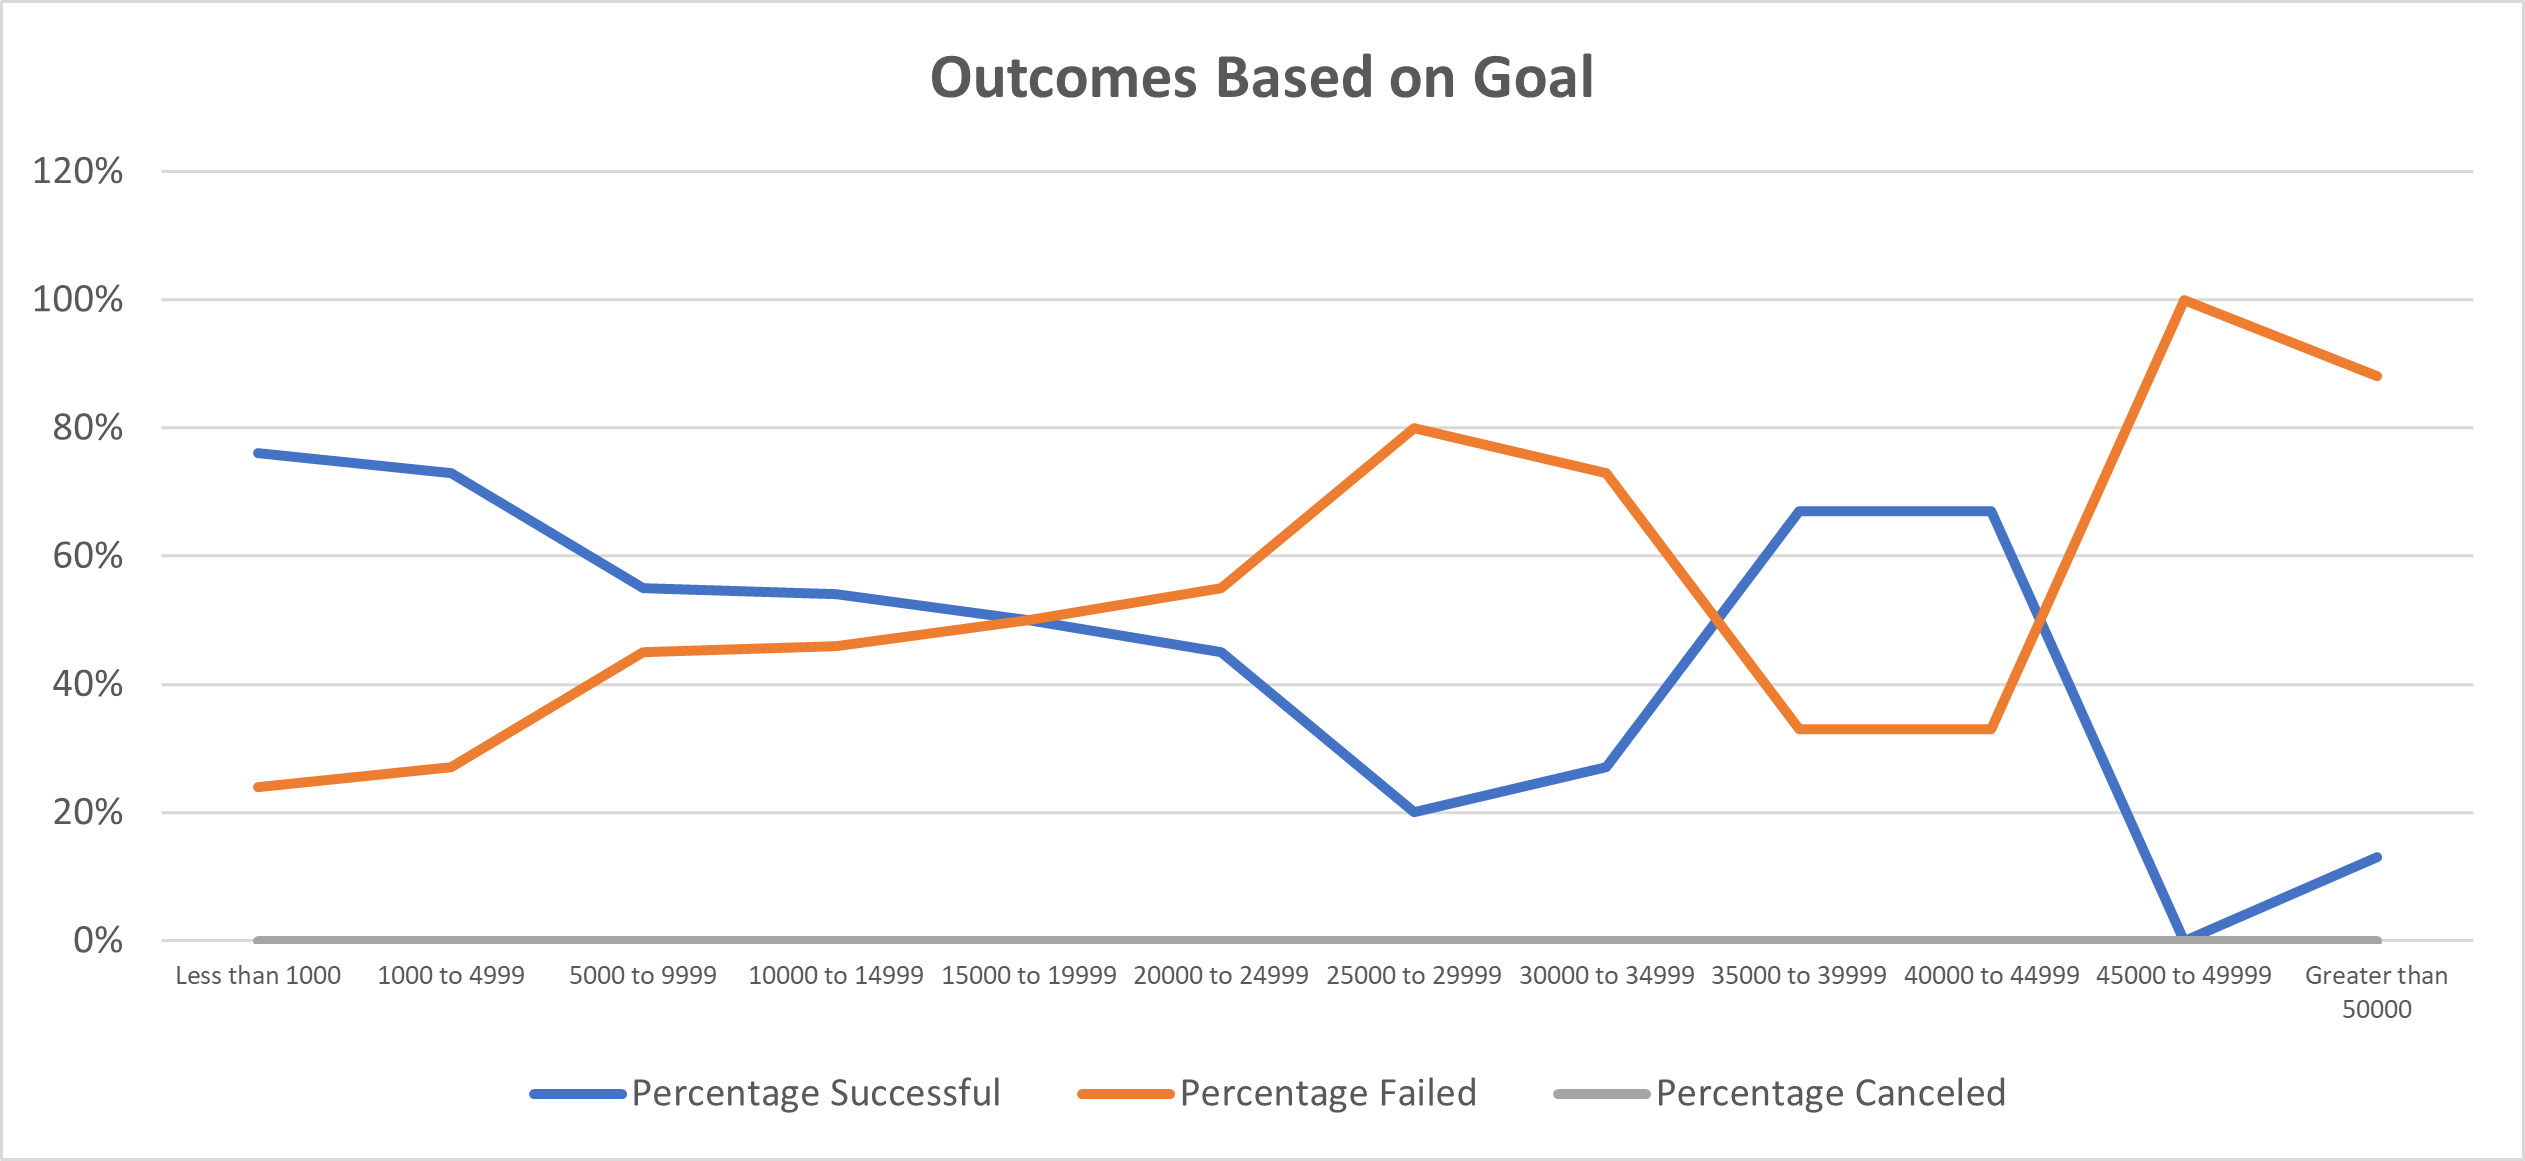 Outcomes Based on Goal
120%
100%
80%
60%
40%
20%
0%
Less than 1000 1000 to 4999 5000 to 9999 10000 to 14999 15000 to 19999 20000 to 24999 25000 to 29999 30000 to 34999 35000 to 39999 40000 to 44999 45000 to 49999 Greater than
50000
Percentage Successful Percentage Failed Percentage Canceled